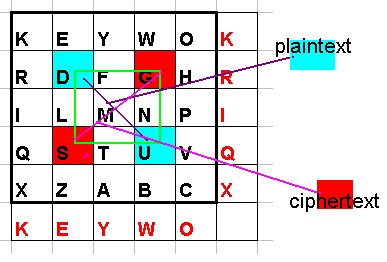 K E Y W O K
plaintext
R D F G H R
I L M N P I
Q S T U V Q
X Z A B C X
ciphertext
K E Y W O